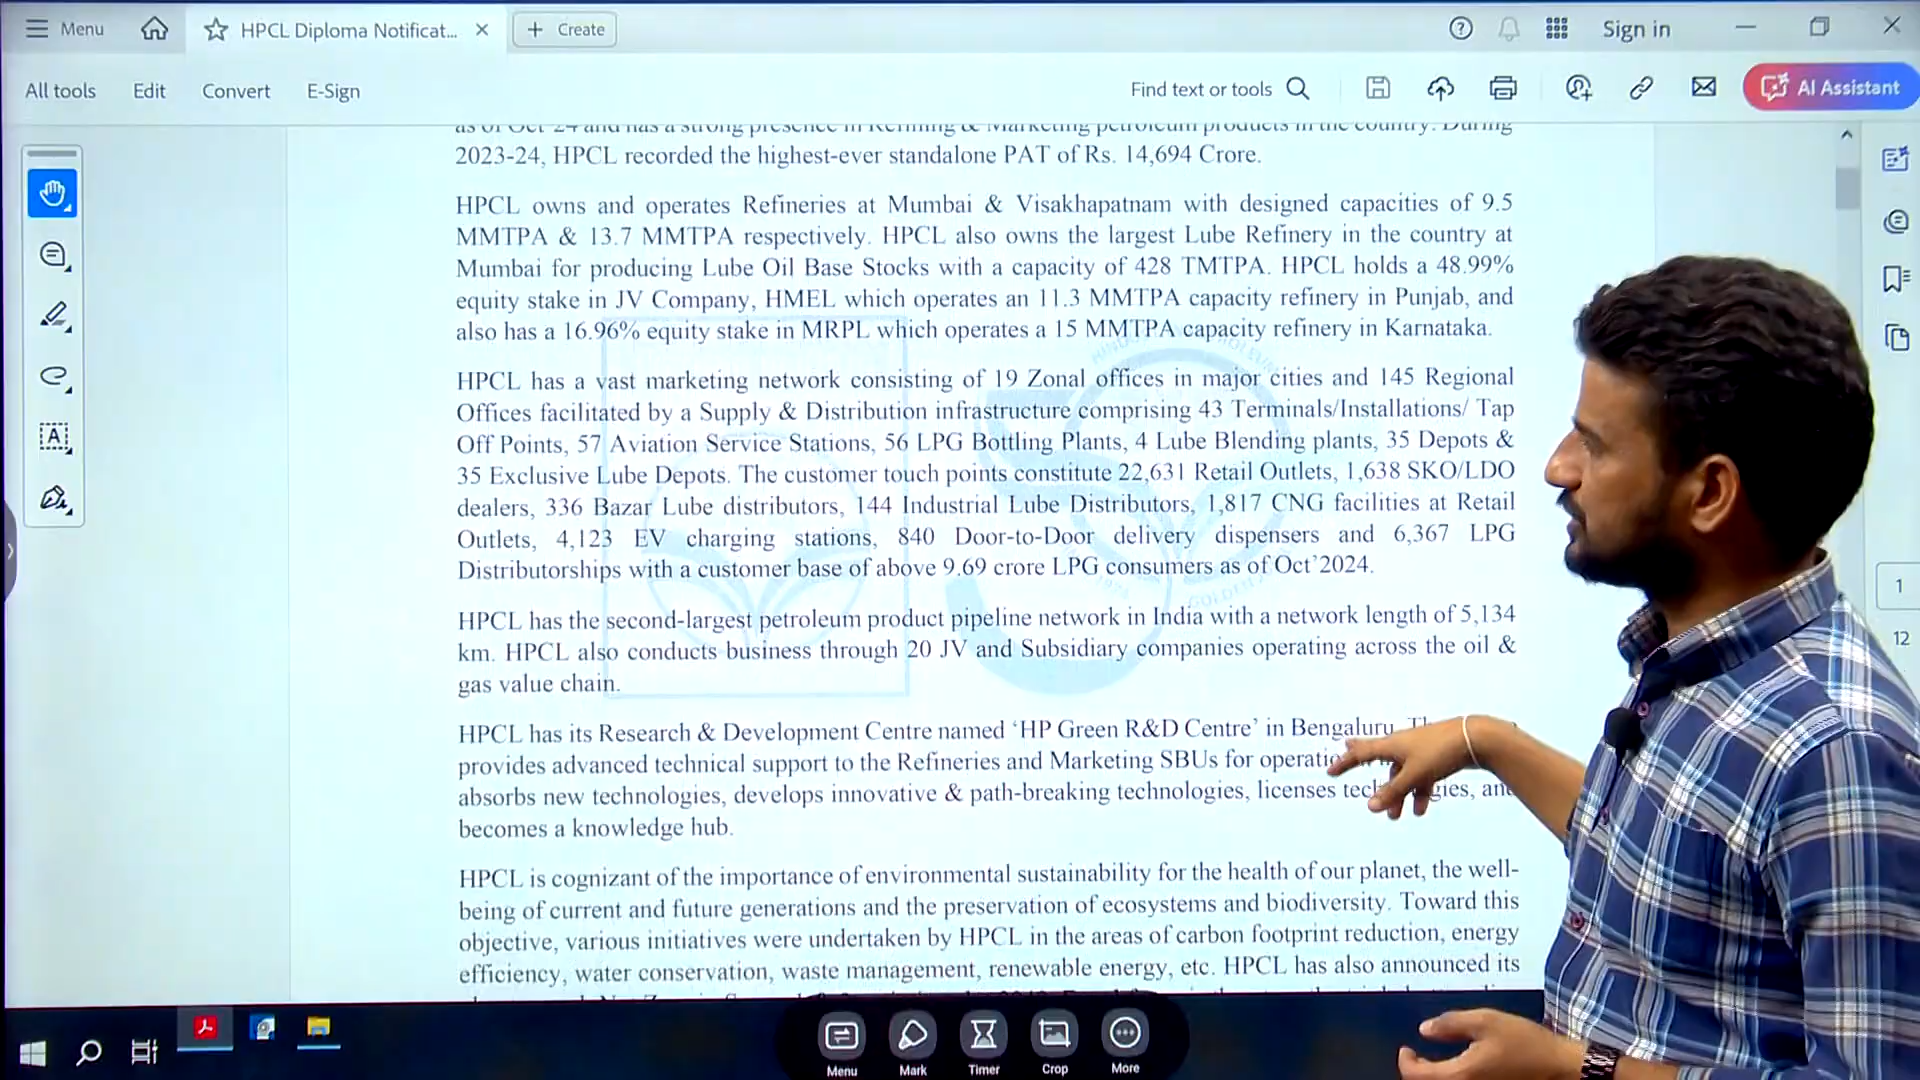 Menu
HPCL Diploma Notificat...
Create
Sign in
All tools
Edit
Convert
E-Sign
Find text or tools
AI Assistant
as of Oct 24 and has a strong presence in Refining & Marketing petroleum products in the country. During
2023-24, HPCL recorded the highest-ever standalone PAT of Rs. 14,694 Crore.
HPCL owns and operates Refineries at Mumbai & Visakhapatnam with designed capacities of 9.5
MMTPA & 13.7 MMTPA respectively. HPCL also owns the largest Lube Refinery in the country at
Mumbai for producing Lube Oil Base Stocks with a capacity of 428 TMTPA. HPCL holds a 48.99%
equity stake in JV Company, HMEL which operates an 11.3 MMTPA capacity refinery in Punjab, and
also has a 16.96% equity stake in MRPL which operates a 15 MMTPA capacity refinery in Karnataka.
HPCL has a vast marketing network consisting of 19 Zonal offices in major cities and 145 Regional
Offices facilitated by a Supply & Distribution infrastructure comprising 43 Terminals/Installations/ Tap
Off Points, 57 Aviation Service Stations, 56 LPG Bottling Plants, 4 Lube Blending plants, 35 Depots &
35 Exclusive Lube Depots. The customer touch points constitute 22,631 Retail Outlets, 1,638 SKO/LDO
dealers, 336 Bazar Lube distributors, 144 Industrial Lube Distributors, 1,817 CNG facilities at Retail
Outlets, 4,123 EV charging stations, 840 Door-to-Door delivery dispensers and 6,367 LPG
Distributorships with a customer base of above 9.69 crore LPG consumers as of Oct'2024.
HPCL has the second-largest petroleum product pipeline network in India with a network length of 5,134
km. HPCL also conducts business through 20 JV and Subsidiary companies operating across the oil &
gas value chain.
HPCL has its Research & Development Centre named ‘HP Green R&D Centre’ in Bengaluru.
provides advanced technical support to the Refineries and Marketing SBUs for
absorbs new technologies, develops innovative & path-breaking technologies, licenses and
becomes a knowledge hub.
HPCL is cognizant of the importance of environmental sustainability for the health of our planet, the well-
being of current and future generations and the preservation of ecosystems and biodiversity. Toward this
objective, various initiatives were undertaken by HPCL in the areas of carbon footprint reduction, energy
efficiency, water conservation, waste management, renewable energy, etc. HPCL has also announced its
1
12
Menu
Mark
Timer
Crop
More